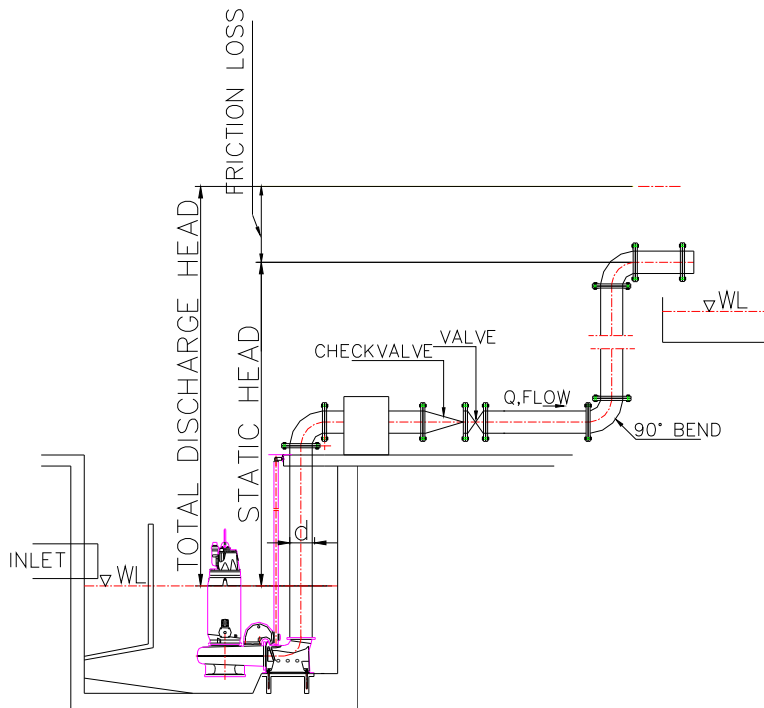 FRICTION LOSS
TOTAL DISCHARGE HEAD
STATIC HEAD
WL
VALVE
CHECKVALVE
Q,FLOW
90° BEND
d
INLET
WL